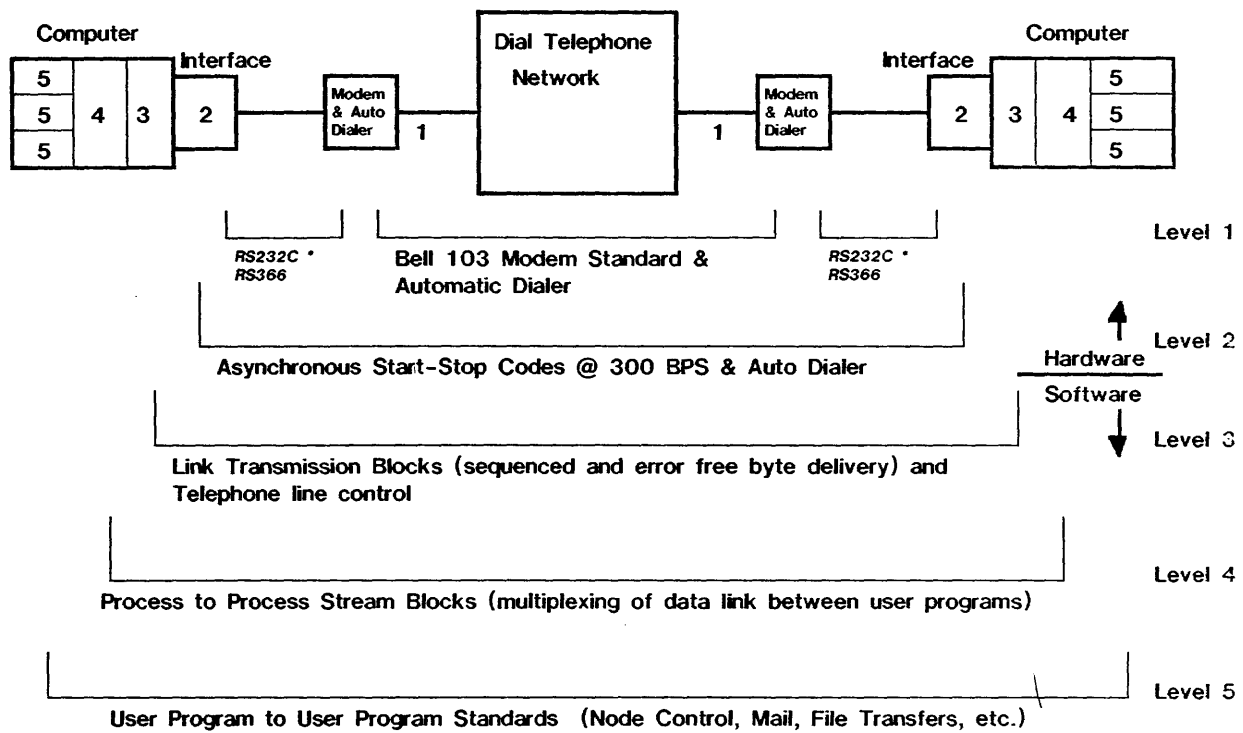 Computer
Interface
Dial Telephone
Network
Interface
Computer
5
5
5
4
3
2
Modem
& Auto
Dialer
1
1
Modem
& Auto
Dialer
2
3
4
5
5
5
Level 1
RS232C *
RS366
Bell 103 Modem Standard &
Automatic Dialer
RS232C *
RS366
Level 2
Asynchronous Start-Stop Codes @ 300 BPS & Auto Dialer
Hardware
Software
Level 3
Link Transmission Blocks (sequenced and error free byte delivery) and
Telephone line control
Level 4
Process to Process Stream Blocks (multiplexing of data link between user programs)
Level 5
User Program to User Program Standards (Node Control, Mail, File Transfers, etc.)